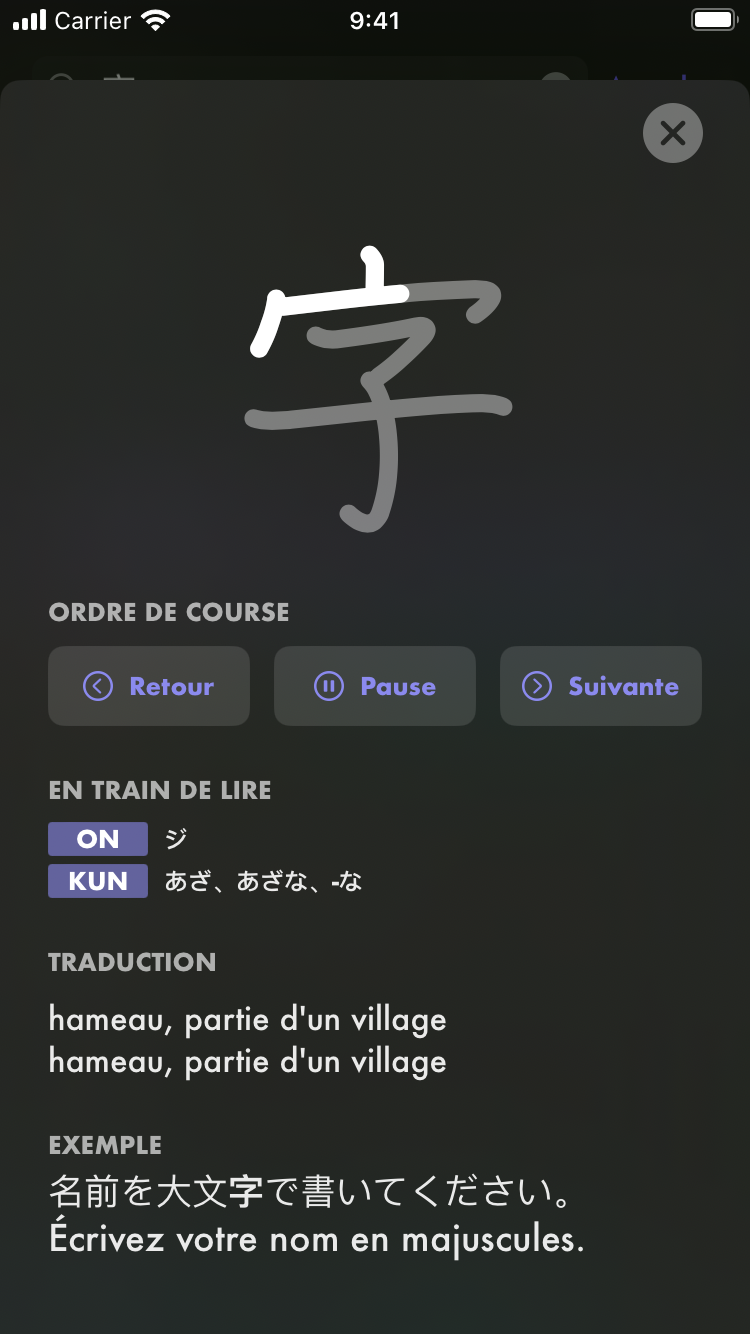 Carrier 9:41
字
ORDRE DE COURSE
Retour Pause Suivante
EN TRAIN DE LIRE
ON ジ
KUN あざ、あざな、-な
TRADUCTION
hameau, partie d'un village
hameau, partie d'un village
EXEMPLE
名前を大文字で書いてください。
Écrivez votre nom en majuscules.